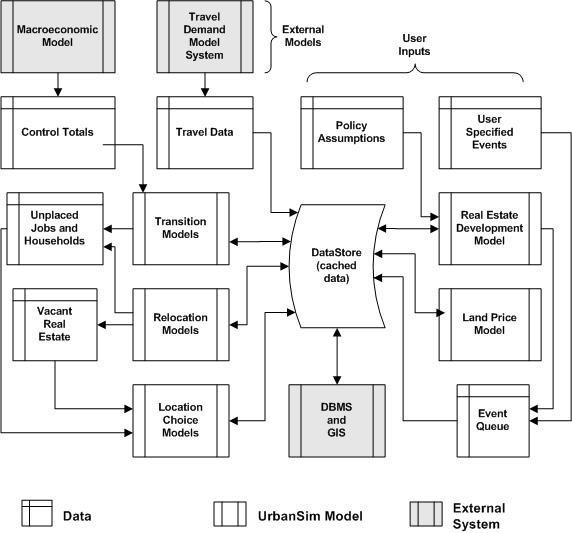 Macroeconomic
Model
Travel
Demand
Model
System
External
Models
User
Inputs
Control Totals
Travel Data
Policy
Assumptions
User
Specified
Events
Unplaced
Jobs and
Households
Transition
Models
DataStore
(cached
data)
Real Estate
Development
Model
Vacant
Real
Estate
Relocation
Models
Land Price
Model
Location
Choice
Models
DBMS
and
GIS
Event
Queue
Data
UrbanSim Model
External
System